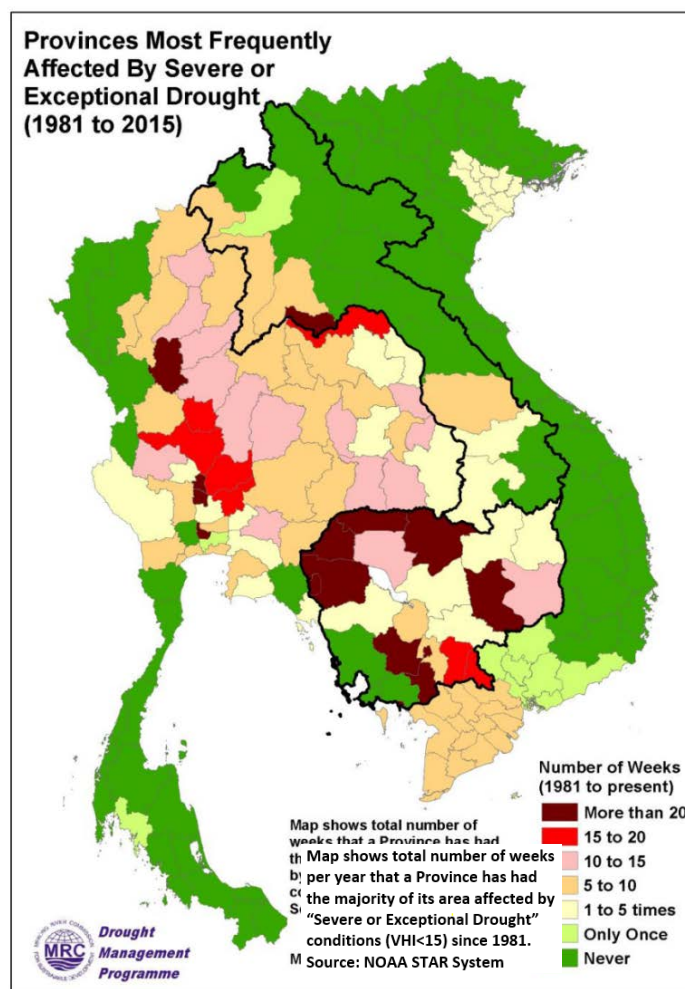 Provinces Most Frequently
Affected By Severe or
Exceptional Drought
(1981 to 2015)
Number of Weeks
(1981 to present)
More than 20
15 to 20
10 to 15
5 to 10
1 to 5 times
Only Once
Never
Map shows total number of
weeks that a Province has had
Map shows total number of weeks
per year that a Province has had
the majority of its area affected by
“Severe or Exceptional Drought”
conditions (VHI<15) since 1981.
Source: NOAA STAR System
M
MRC
Drought
Management
Programme